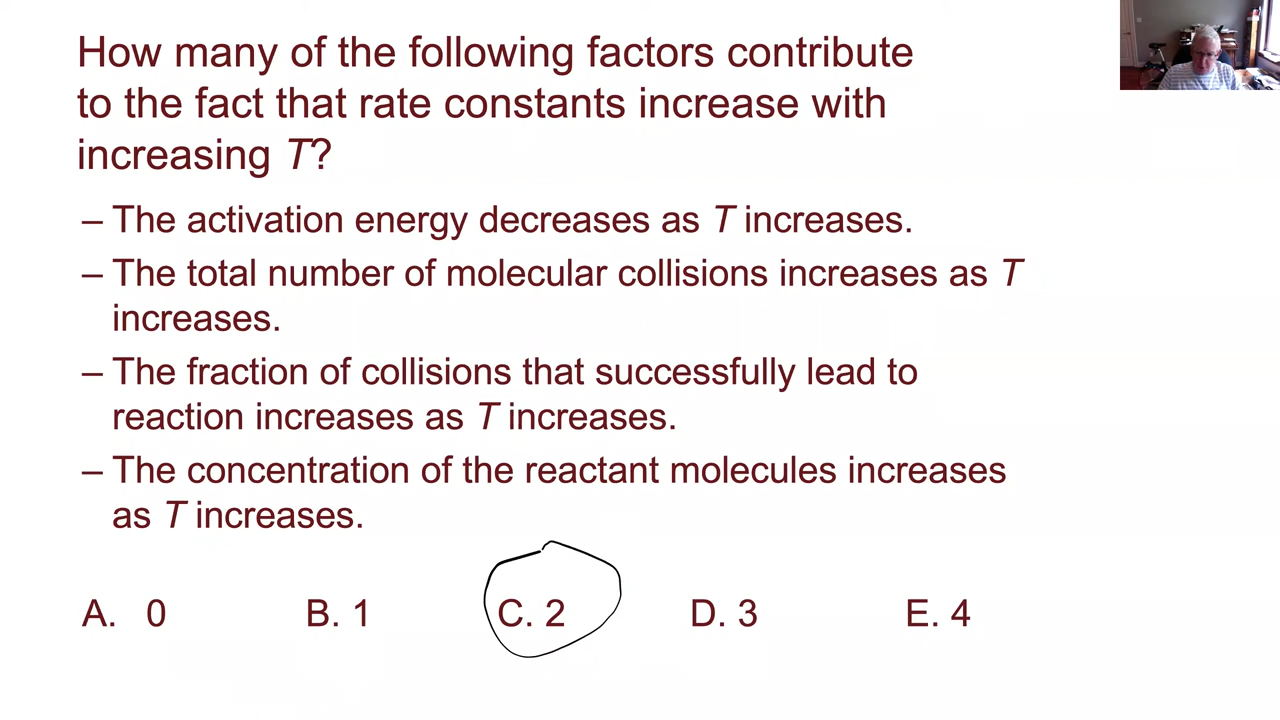 How many of the following factors contribute
to the fact that rate constants increase with
increasing T?
– The activation energy decreases as T increases.
– The total number of molecular collisions increases as T
increases.
– The fraction of collisions that successfully lead to
reaction increases as T increases.
– The concentration of the reactant molecules increases
as T increases.
A. 0 B. 1 C. 2 D. 3 E. 4